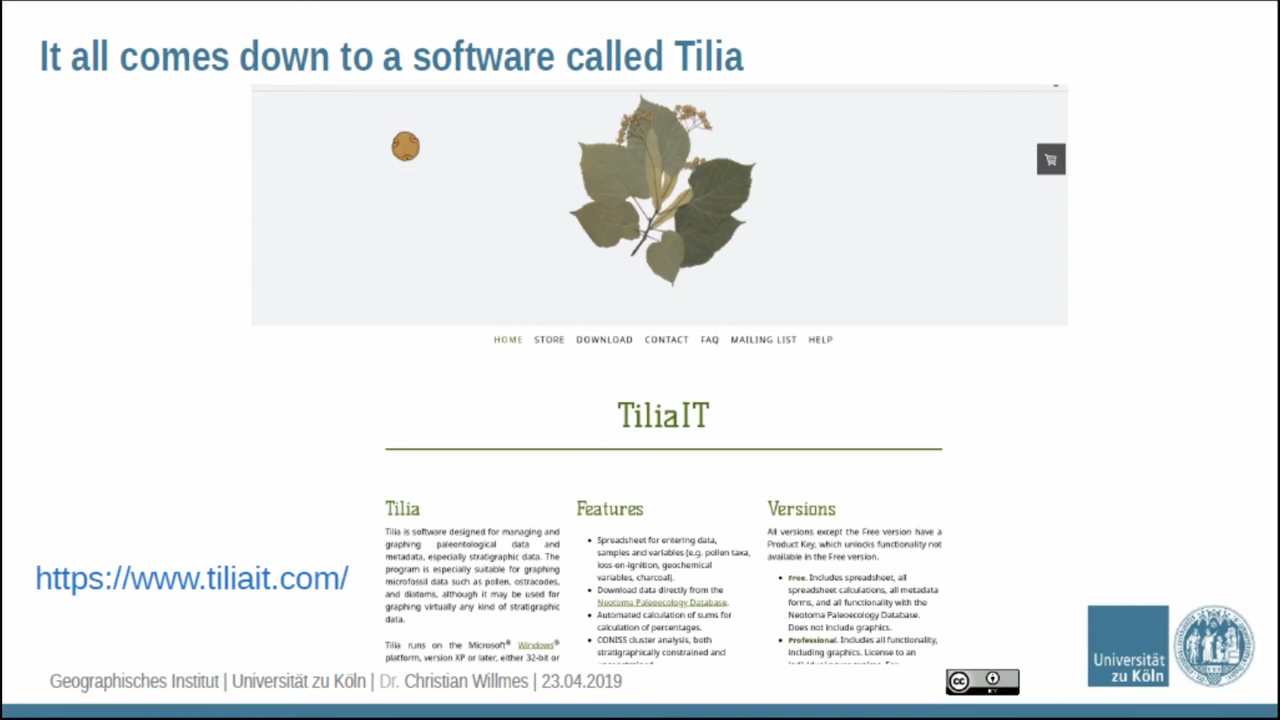 It all comes down to a software called Tilia
HOME STORE DOWNLOAD CONTACT FAQ MAILING LIST HELP
TiliaIT
Tilia
Tilia is software designed for managing and
graphing paleontological data and
metadata, especially stratigraphic data. The
program is especially suitable for graphing
microfossil data such as pollen, ostracodes,
and diatoms, although it may be used for
graphing virtually any kind of stratigraphic
data.
Tilia runs on the Microsoft® Windows®
platform, version XP or later, either 32-bit or
Features
Spreadsheet for entering data,
samples and variables (e.g. pollen taxa,
loss-on-ignition, geochemical
variables, charcoal).
Download data directly from the
Neotoma Paleoecology Database.
Automated calculation of sums for
calculation of percentages.
CONISS cluster analysis, both
stratigraphically constrained and
Versions
All versions except the Free version have a
Product Key, which unlocks functionality not
available in the Free version.
Free. Includes spreadsheet, all
spreadsheet calculations, all metadata
forms, and all functionality with the
Neotoma Paleoecology Database.
Does not include graphics.
Professional. Includes all functionality,
including graphics. License to an
https://www.tiliait.com/
Geographisches Institut | Universität zu Köln | Dr. Christian Willmes | 23.04.2019
cc
BY
Universität
zu Köln